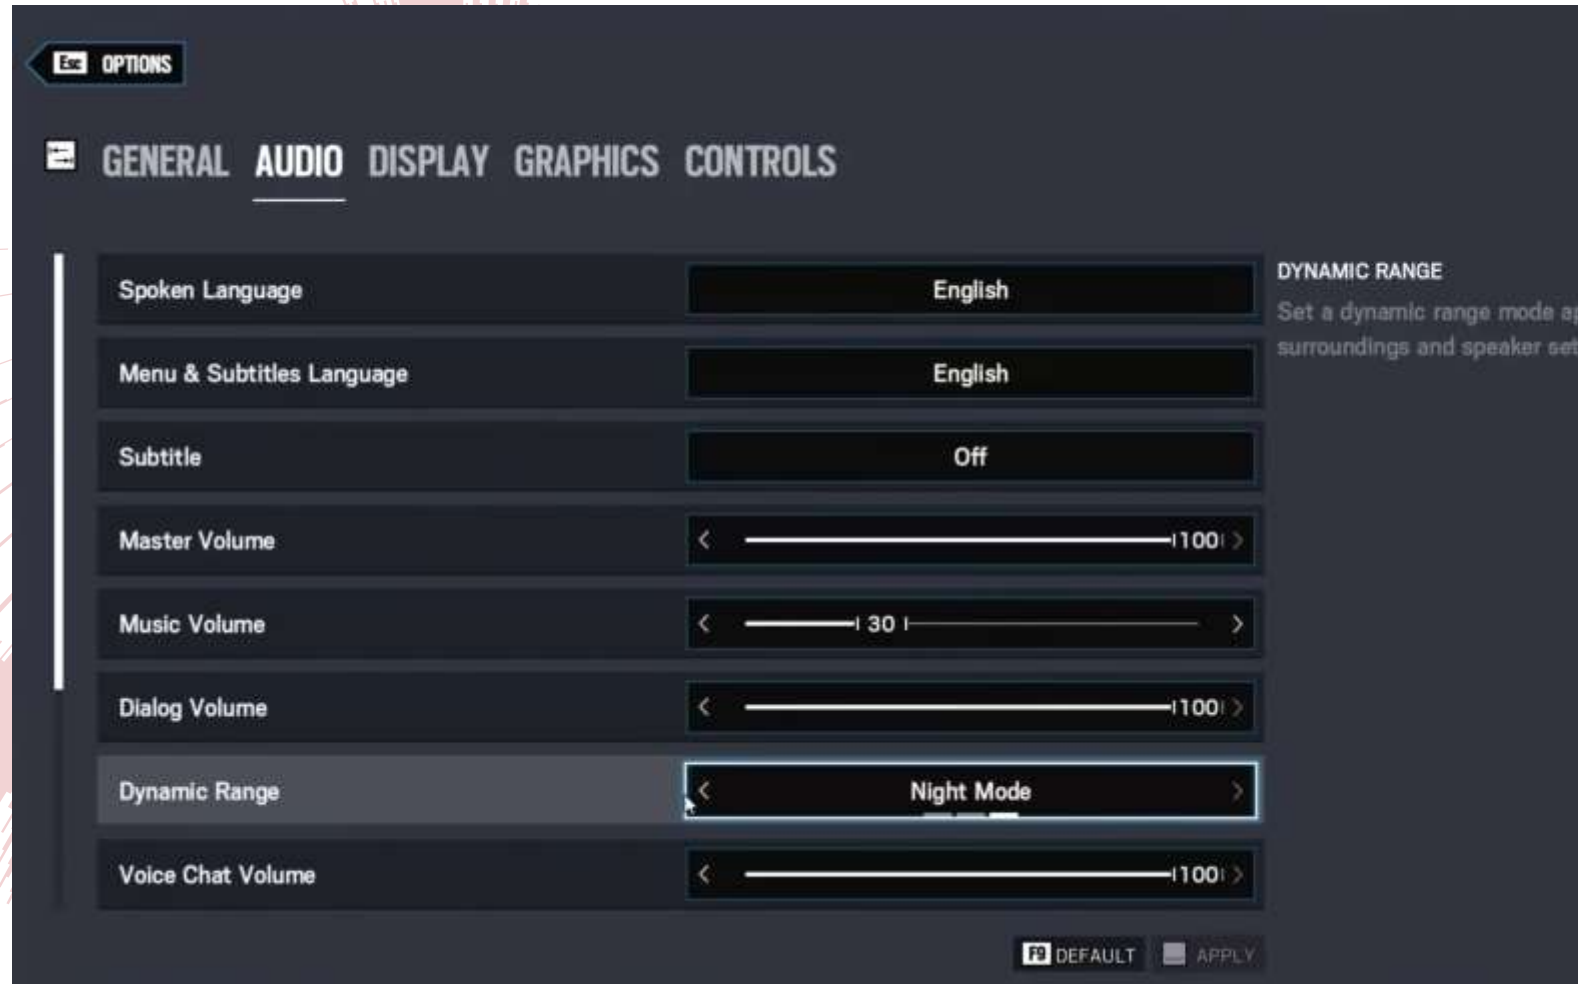 Esc OPTIONS
GENERAL AUDIO DISPLAY GRAPHICS CONTROLS
Spoken Language English
Menu & Subtitles Language English
Subtitle Off
Master Volume 100
Music Volume 30
Dialog Volume 100
Dynamic Range Night Mode
Voice Chat Volume 100
DYNAMIC RANGE
Set a dynamic range mode
surroundings and speaker
F9 DEFAULT APPLY